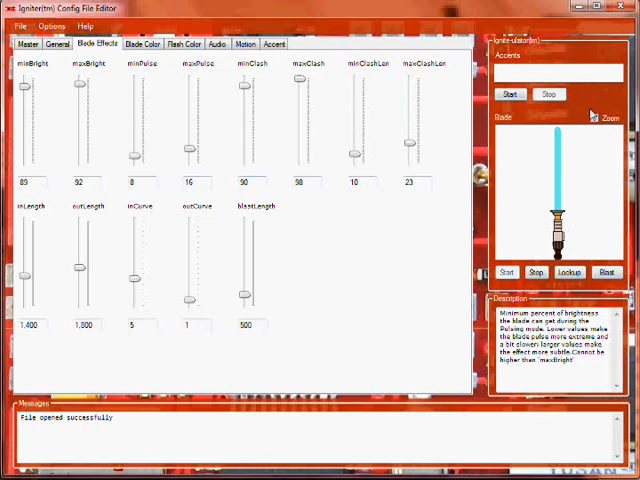 Igniter(tm) Config File Editor
File Options Help
Master General Blade Effects Blade Color Flash Color Audio Motion Accent
minBright maxBright minPulse maxPulse minClash maxClash minClashLen maxClashLen
89 92 8 16 90 98 10 23
inLength outLength inCurve outCurve blastLength
1,400 1,800 5 1 500
Ignite-ulator(tm)
Accents
Start Stop
Blade Zoom
Start Stop Lockup Blast
Description
Minimum percent of brightness
the blade can get during the
Pulsing mode. Lower values make
the blade pulse more extreme and
a bit slower; larger values make
the effect more subtle.Cannot be
higher than 'maxBright'
Messages
File opened successfully